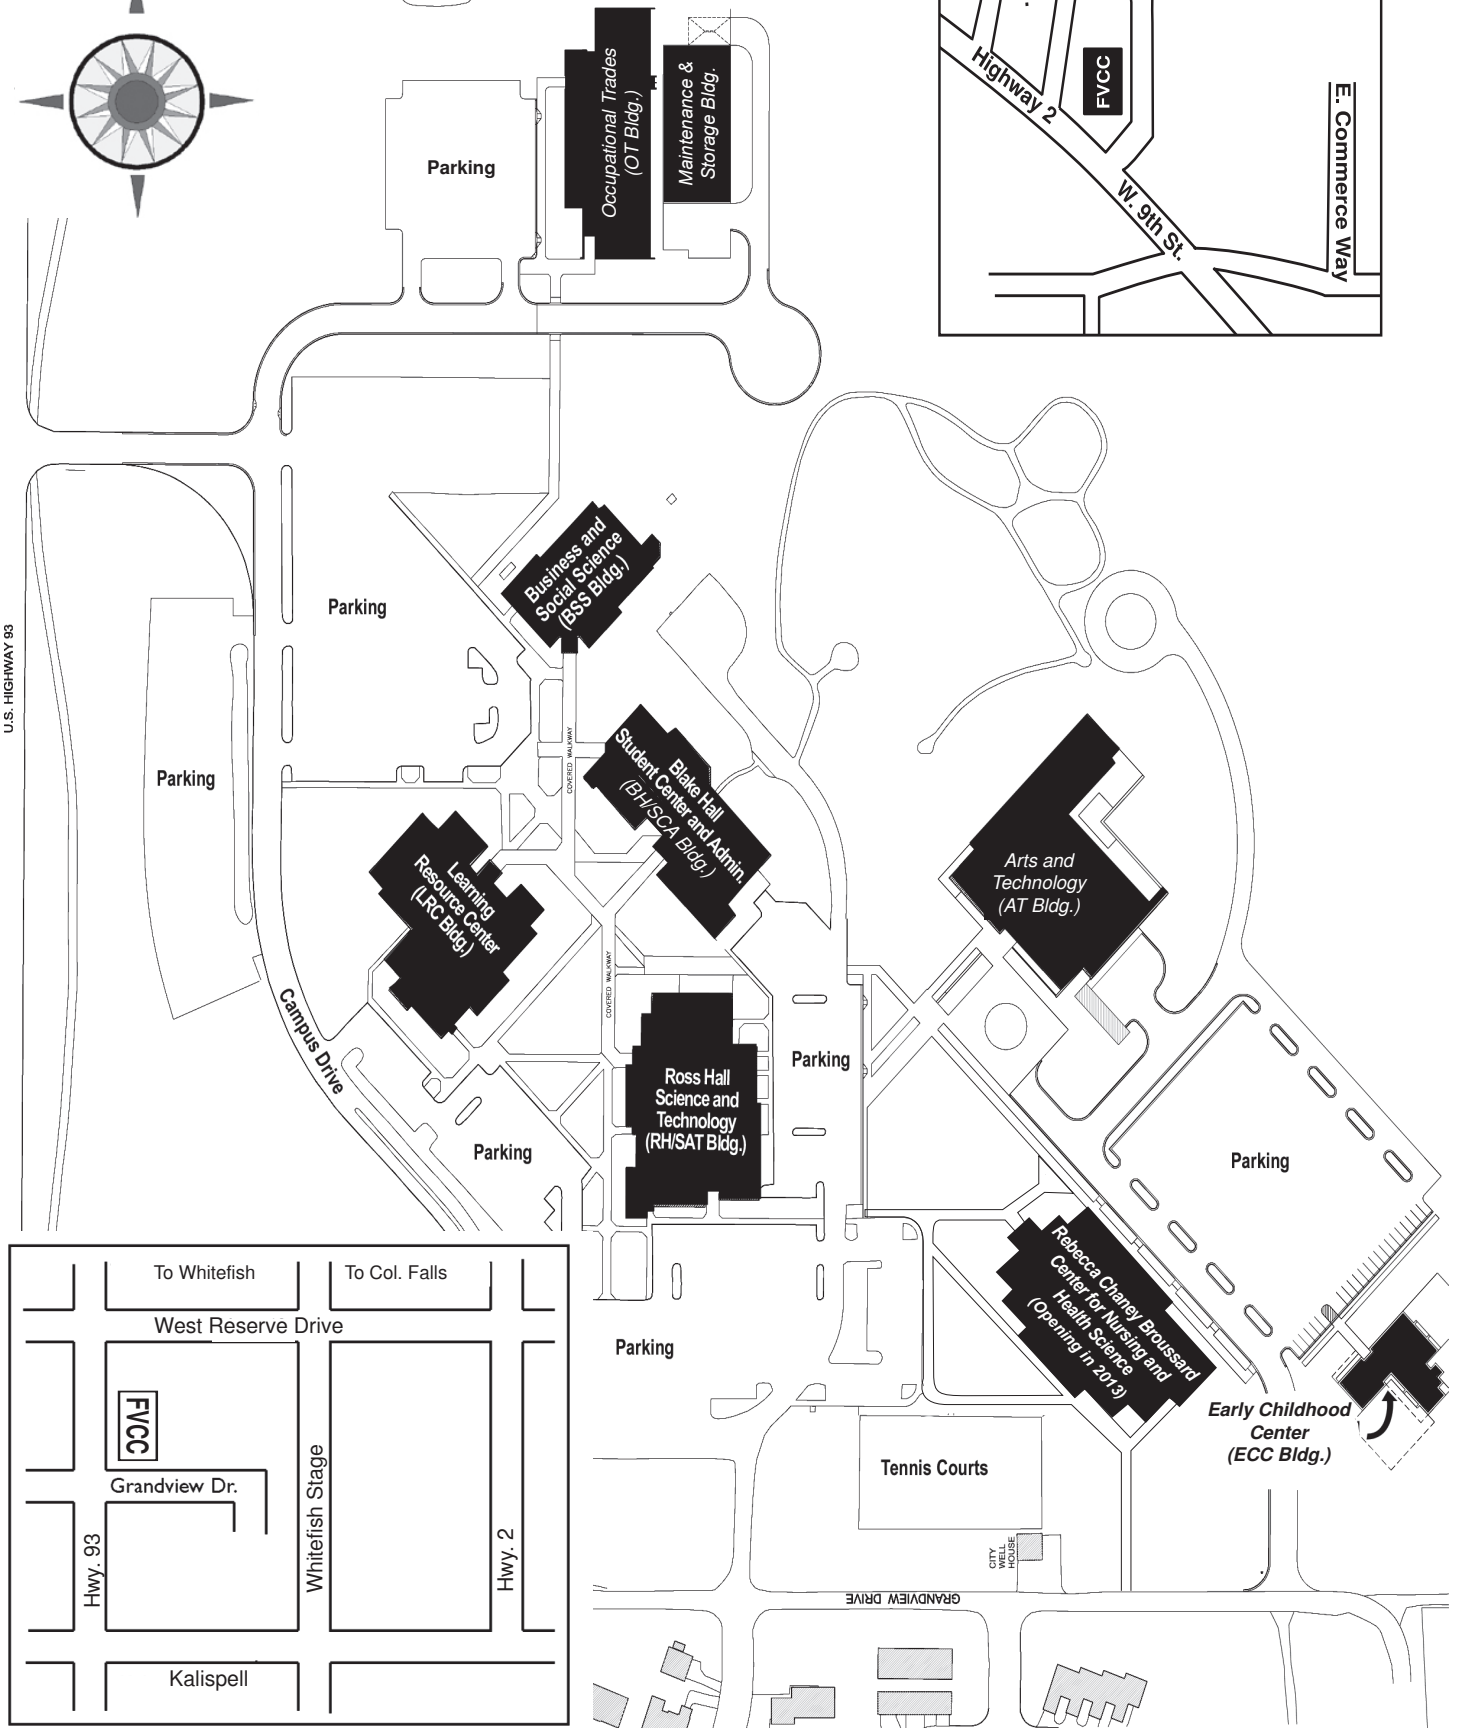 Occupational Trades
(OT Bldg.)
Maintenance &
Storage Bldg.
Parking
Highway 2
FVCC
W. 9th St.
E. Commerce Way
Business and
Social Science
(BSS Bldg.)
Parking
U.S. HIGHWAY 93
Parking
COVERED WALKWAY
Blake Hall
Student Center and Admin.
(BH/SCA Bldg.)
Learning
Resource Center
(LRC Bldg.)
Arts and
Technology
(AT Bldg.)
COVERED WALKWAY
Campus Drive
Ross Hall
Science and
Technology
(RH/SAT Bldg.)
Parking
Parking
Parking
Rebecca Chaney Broussard
Center for Nursing and
Health Science
(Opening in 2013)
Parking
Early Childhood
Center
(ECC Bldg.)
Tennis Courts
CITY
WELL
HOUSE
GRANDVIEW DRIVE
To Whitefish
To Col. Falls
West Reserve Drive
FVCC
Grandview Dr.
Hwy. 93
Whitefish Stage
Hwy. 2
Kalispell